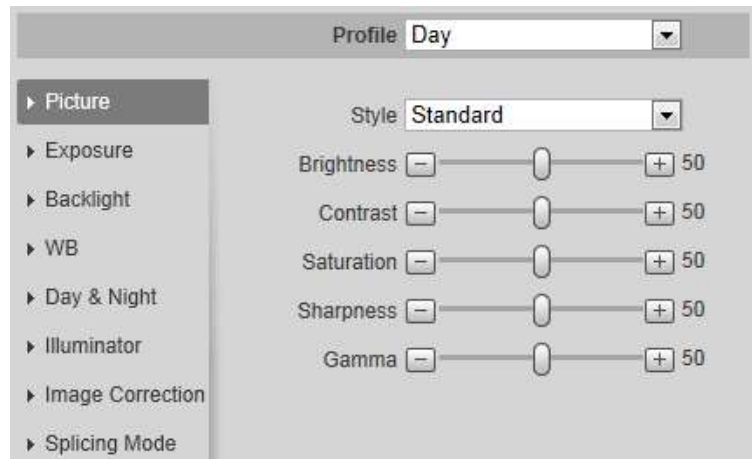 Profile Day
Picture
Exposure
Backlight
WB
Day & Night
Illuminator
Image Correction
Splicing Mode
Style Standard
Brightness 50
Contrast 50
Saturation 50
Sharpness 50
Gamma 50